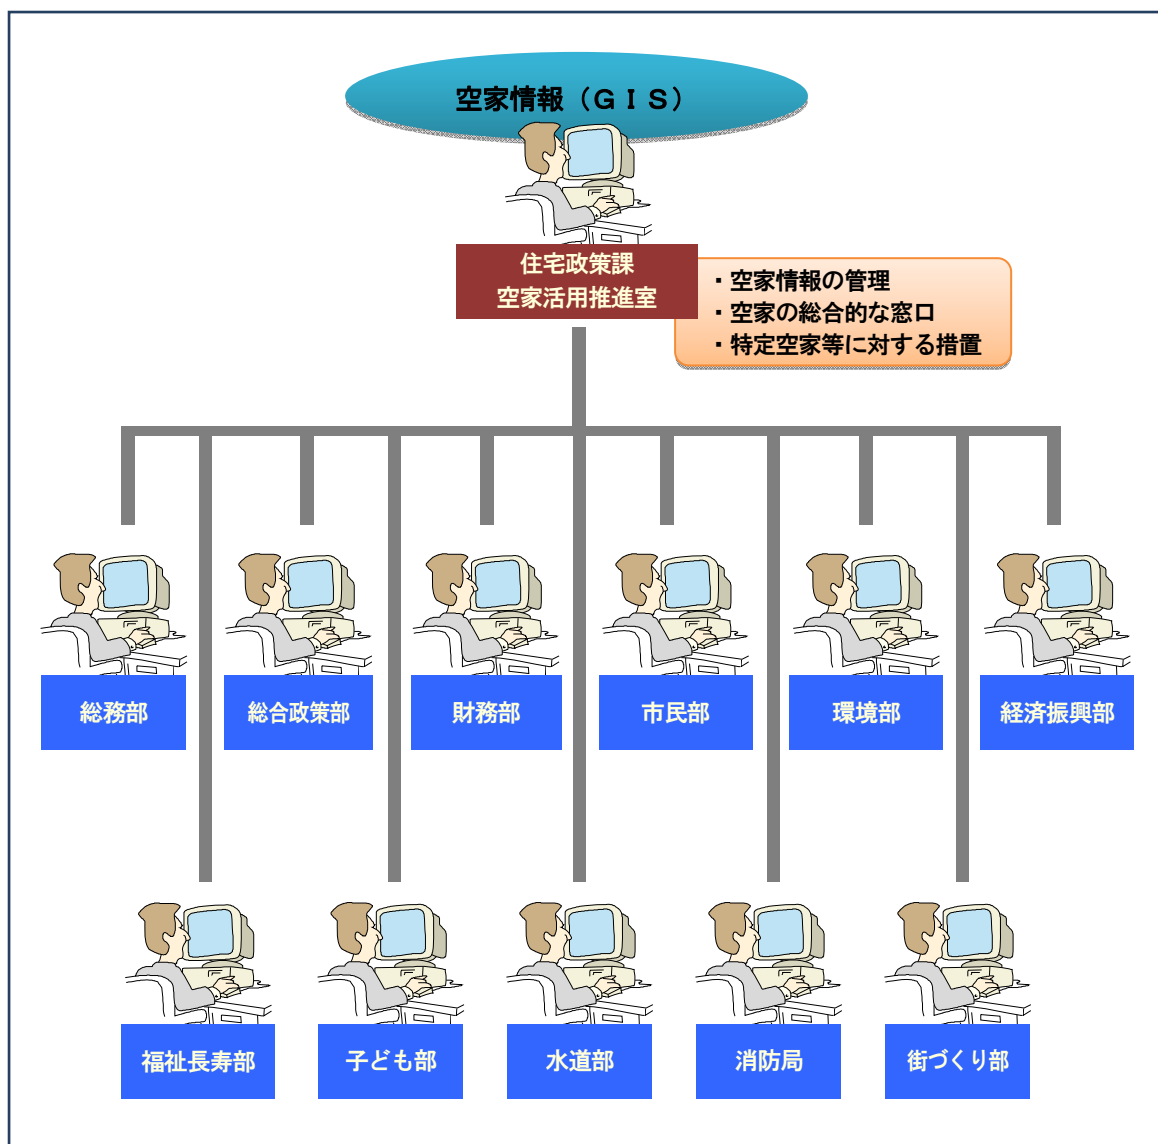 空家情報（ＧＩＳ）
住宅政策課
空家活用推進室
・空家情報の管理
・空家の総合的な窓口
・特定空家等に対する措置
総務部
総合政策部
財務部
市民部
環境部
経済振興部
福祉長寿部
子ども部
水道部
消防局
街づくり部